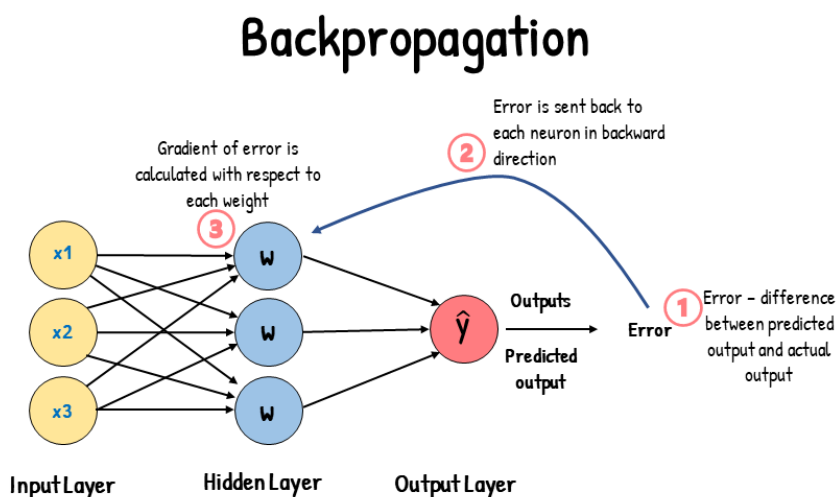 Backpropagation
Error is sent back to
each neuron in backward
direction
2
Gradient of error is
calculated with respect to
each weight
3
x1
x2
x3
w
w
w
ŷ
Outputs
Predicted
output
Error
1
Error - difference
between predicted
output and actual
output
Input Layer
Hidden Layer
Output Layer